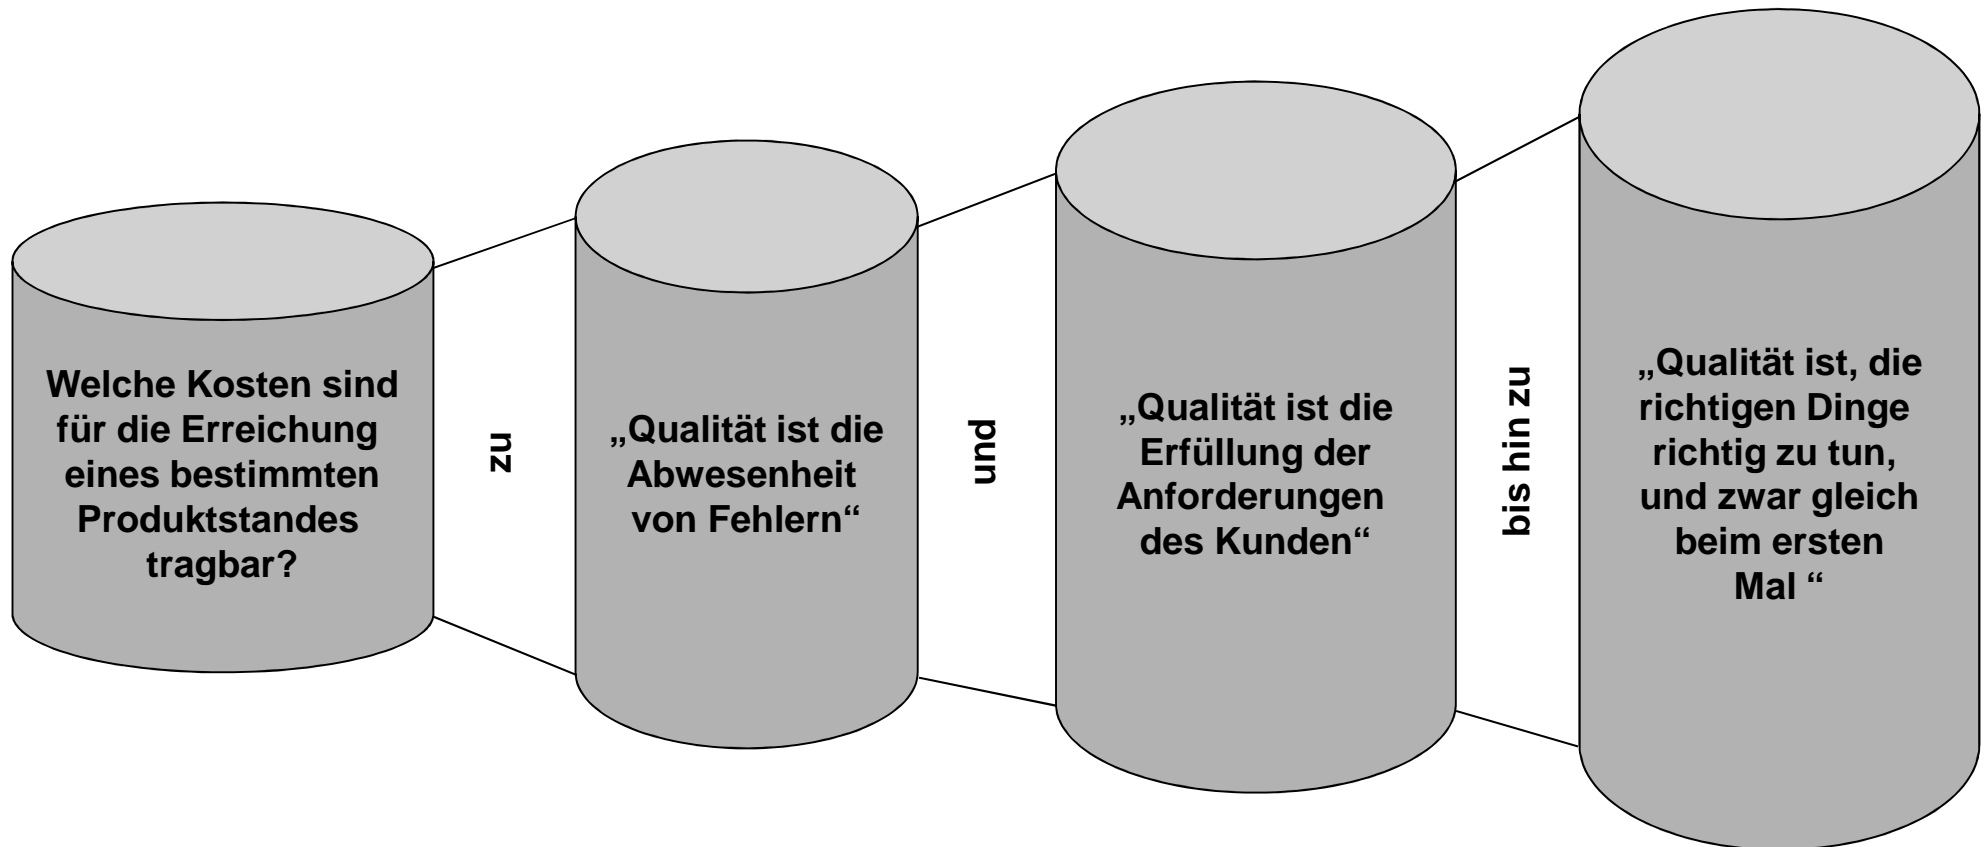 Welche Kosten sind
für die Erreichung
eines bestimmten
Produktstandes
tragbar?
zu
„Qualität ist die
Abwesenheit
von Fehlern“
und
„Qualität ist die
Erfüllung der
Anforderungen
des Kunden“
bis hin zu
„Qualität ist, die
richtigen Dinge
richtig zu tun,
und zwar gleich
beim ersten
Mal “